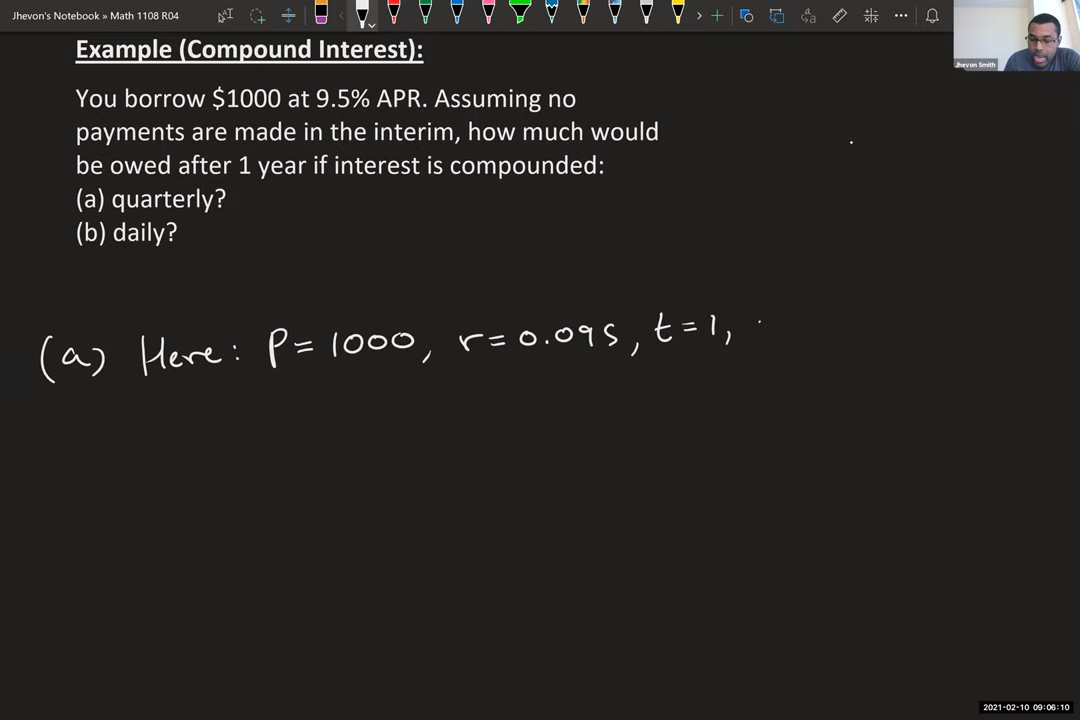 Jhevon's Notebook » Math 1108 R04
Example (Compound Interest):
Jhevon Smith
You borrow $1000 at 9.5% APR. Assuming no
payments are made in the interim, how much would
be owed after 1 year if interest is compounded:
(a) quarterly?
(b) daily?
(a) Here: P = 1000, r = 0.095, t = 1,
2021-02-10 09:06:10